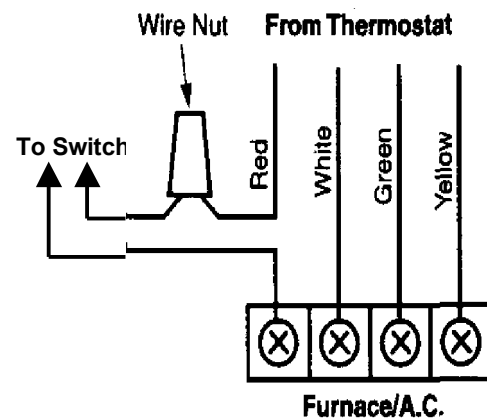 Wire Nut
From Thermostat
To Switch
Red
White
Green
Yellow
Furnace/A.C.